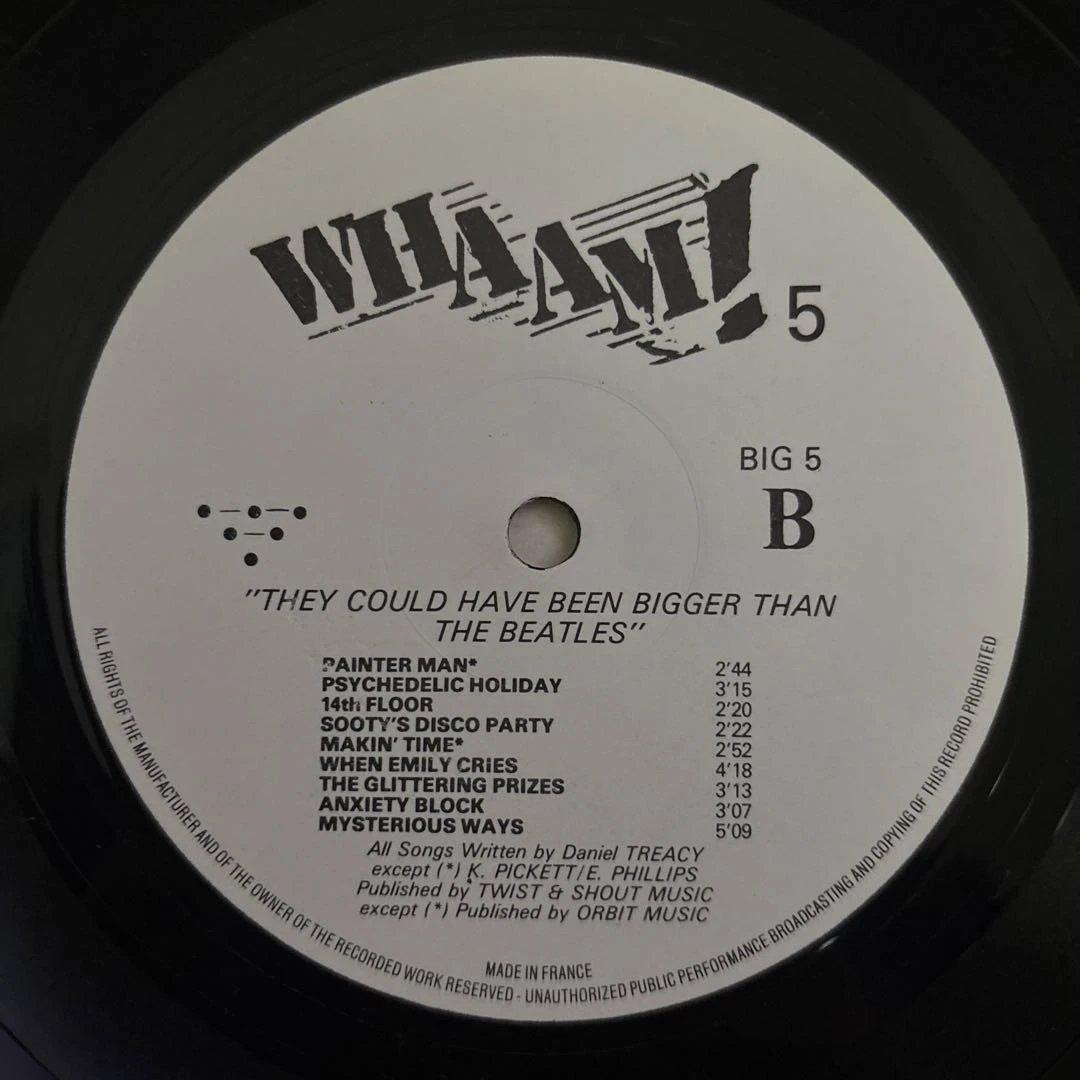 WHAAM!
5
BIG 5
B
"THEY COULD HAVE BEEN BIGGER THAN
THE BEATLES"
PAINTER MAN* 2'44
PSYCHEDELIC HOLIDAY 3'15
14th FLOOR 2'20
SOOTY'S DISCO PARTY 2'22
MAKIN' TIME* 2'52
WHEN EMILY CRIES 4'18
THE GLITTERING PRIZES 3'13
ANXIETY BLOCK 3'07
MYSTERIOUS WAYS 5'09
All Songs Written by Daniel TREACY
except (*) K. PICKETT/E. PHILLIPS
Published by TWIST & SHOUT MUSIC
except (*) Published by ORBIT MUSIC
MADE IN FRANCE
ALL RIGHTS OF THE MANUFACTURER AND OF THE OWNER OF THE RECORDED WORK RESERVED - UNAUTHORIZED PUBLIC PERFORMANCE BROADCASTING AND COPYING OF THIS RECORD PROHIBITED